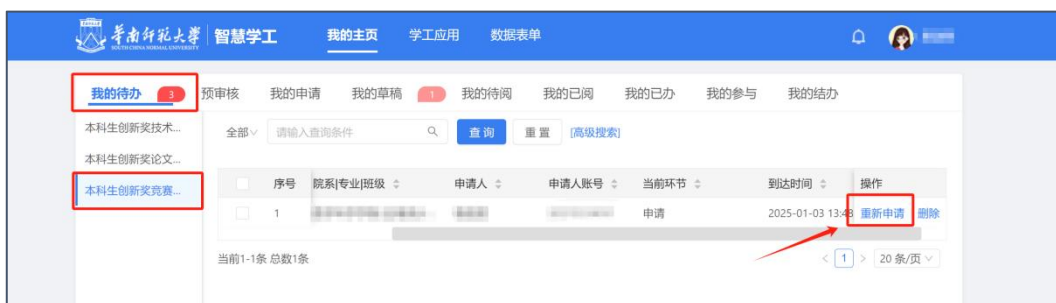 华南师范大学 智慧学工 我的主页 学工应用 数据表单
SOUTH CHINA NORMAL UNIVERSITY
我的待办 3 预审核 我的申请 我的草稿 1 我的待阅 我的已阅 我的已办 我的参与 我的结办
本科生创新奖技术... 全部 请输入查询条件 查询 重置 [高级搜索]
本科生创新奖论文...
本科生创新奖竞赛... 序号 院系|专业|班级 申请人 申请人账号 当前环节 到达时间 操作
1 申请 2025-01-03 13:48 重新申请 删除
当前1-1条 总数1条 < 1 > 20 条/页